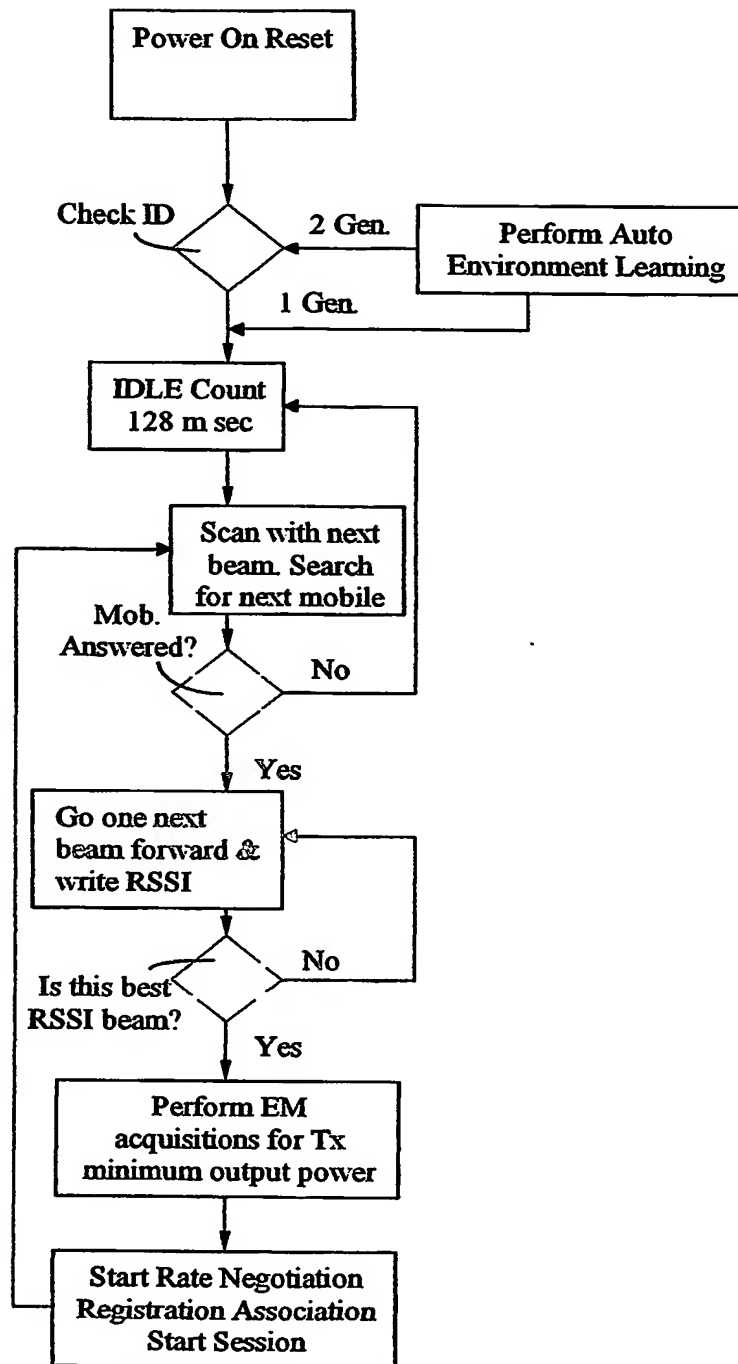 Power On Reset
Check ID
2 Gen.
Perform Auto
Environment Learning
1 Gen.
IDLE Count
128 m sec
Scan with next
beam. Search
for next mobile
Mob.
Answered?
No
Yes
Go one next
beam forward &
write RSSI
No
Is this best
RSSI beam?
Yes
Perform EM
acquisitions for Tx
minimum output power
Start Rate Negotiation
Registration Association
Start Session